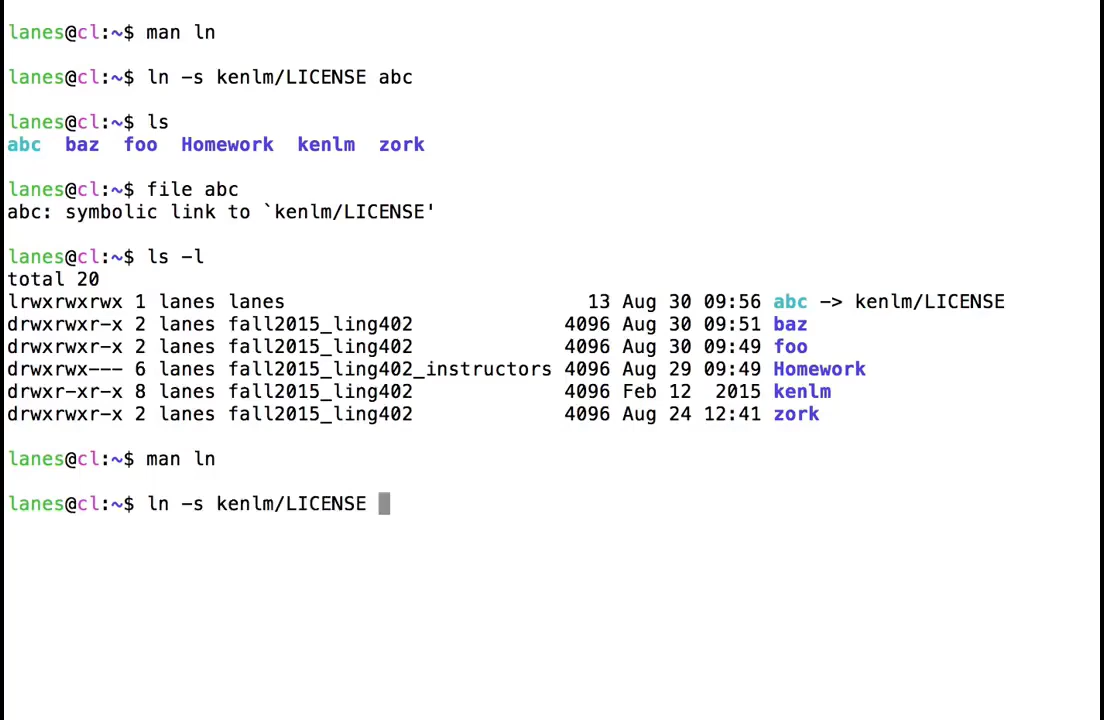 lanes@cl:~$ man ln
lanes@cl:~$ ln -s kenlm/LICENSE abc
lanes@cl:~$ ls
abc  baz  foo  Homework  kenlm  zork
lanes@cl:~$ file abc
abc: symbolic link to `kenlm/LICENSE'
lanes@cl:~$ ls -l
total 20
lrwxrwxrwx 1 lanes lanes                          13 Aug 30 09:56 abc -> kenlm/LICENSE
drwxrwxr-x 2 lanes fall2015_ling402             4096 Aug 30 09:51 baz
drwxrwxr-x 2 lanes fall2015_ling402             4096 Aug 30 09:49 foo
drwxrwx--- 6 lanes fall2015_ling402_instructors 4096 Aug 29 09:49 Homework
drwxr-xr-x 8 lanes fall2015_ling402             4096 Feb 12  2015 kenlm
drwxrwxr-x 2 lanes fall2015_ling402             4096 Aug 24 12:41 zork
lanes@cl:~$ man ln
lanes@cl:~$ ln -s kenlm/LICENSE